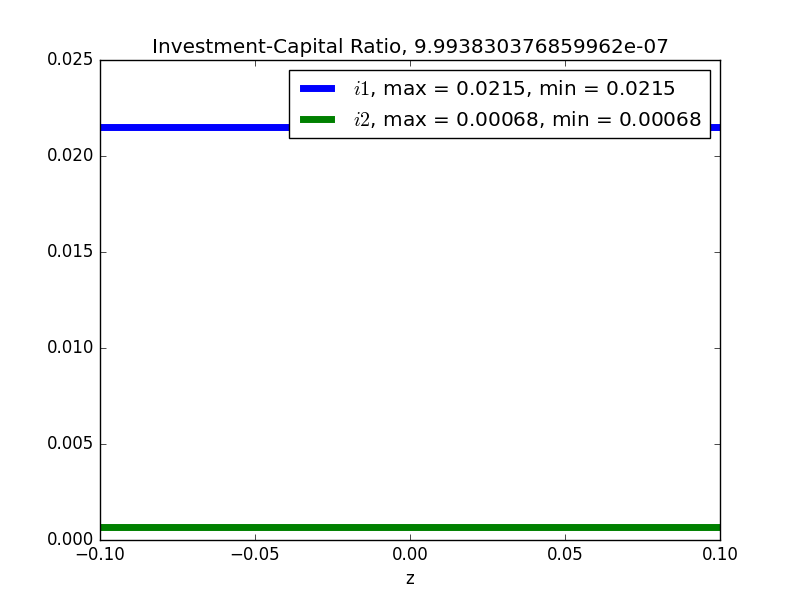 Investment-Capital Ratio, 9.993830376859962e-07
i1, max = 0.0215, min = 0.0215
i2, max = 0.00068, min = 0.00068
0.025
0.020
0.015
0.010
0.005
0.000
−0.10 −0.05 0.00 0.05 0.10
z